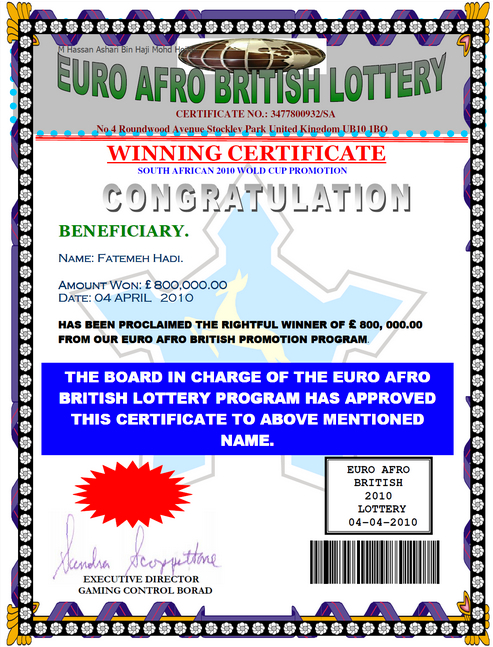 M Hassan Ashari Bin Haji Mohd
EURO AFRO BRITISH LOTTERY
CERTIFICATE NO.: 3477800932/SA
No 4 Roundwood Avenue Stockley Park United Kingdom UB10 1BO
WINNING CERTIFICATE
SOUTH AFRICAN 2010 WOLD CUP PROMOTION
CONGRATULATION
BENEFICIARY.
Name: Fatemeh Hadi.
Amount Won: £ 800,000.00
Date: 04 APRIL 2010
HAS BEEN PROCLAIMED THE RIGHTFUL WINNER OF £ 800, 000.00
FROM OUR EURO AFRO BRITISH PROMOTION PROGRAM.
THE BOARD IN CHARGE OF THE EURO AFRO
BRITISH LOTTERY PROGRAM HAS APPROVED
THIS CERTIFICATE TO ABOVE MENTIONED
NAME.
EURO AFRO
BRITISH
2010
LOTTERY
04-04-2010
Sandra Scoppettone
EXECUTIVE DIRECTOR
GAMING CONTROL BORAD